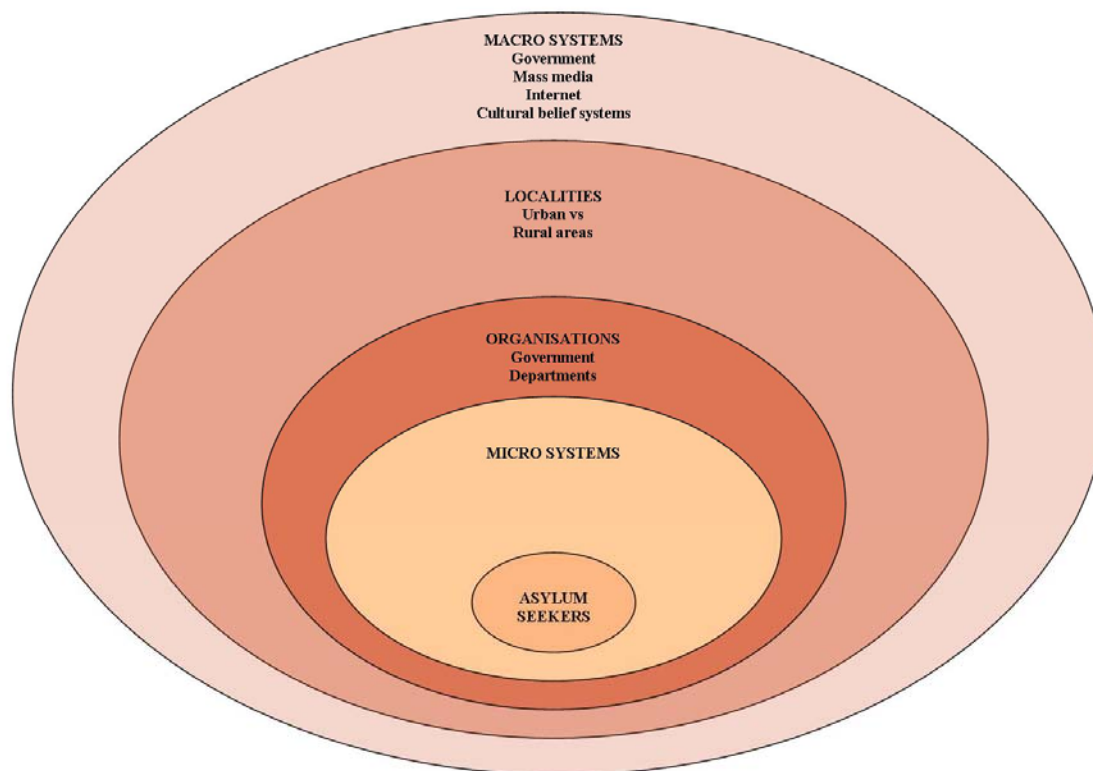 MACRO SYSTEMS
Government
Mass media
Internet
Cultural belief systems
LOCALITIES
Urban vs
Rural areas
ORGANISATIONS
Government
Departments
MICRO SYSTEMS
ASYLUM
SEEKERS